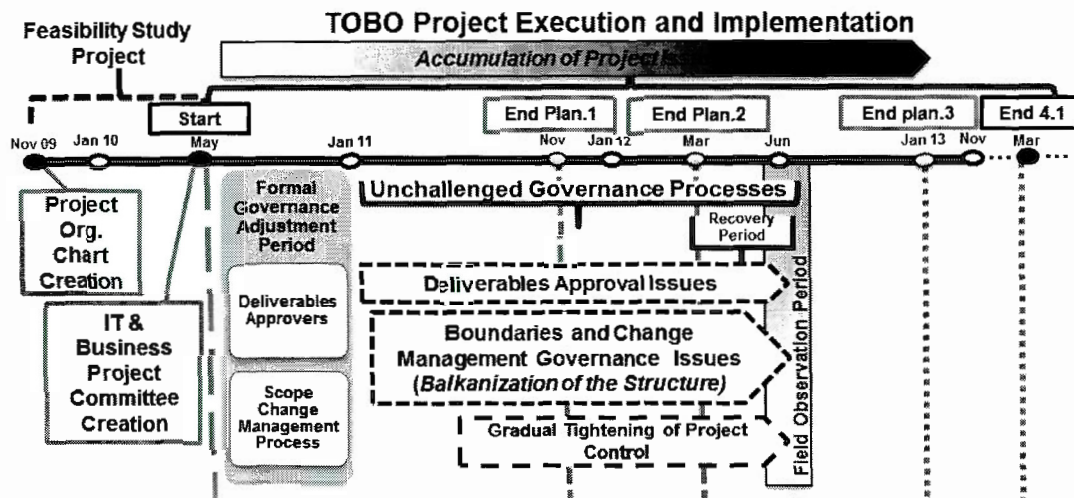 TOBO Project Execution and Implementation
Feasibility Study
Project
Accumulation of Project Iss
Start
End Plan.1
End Plan.2
End plan.3
End 4.1
Nov 09
Jan 10
May
Jan 11
Nov
Jan 12
Mar
Jun
Jan 13
Nov
Mar
Project
Org.
Chart
Creation
IT &
Business
Project
Committee
Creation
Formal
Governance
Adjustment
Period
Deliverables
Approvers
Scope
Change
Management
Process
Unchallenged Governance Processes
Recovery
Period
Deliverables Approval Issues
Boundaries and Change
Management Governance Issues
(Balkanization of the Structure)
Gradual Tightening of Project
Control
Field Observation Period